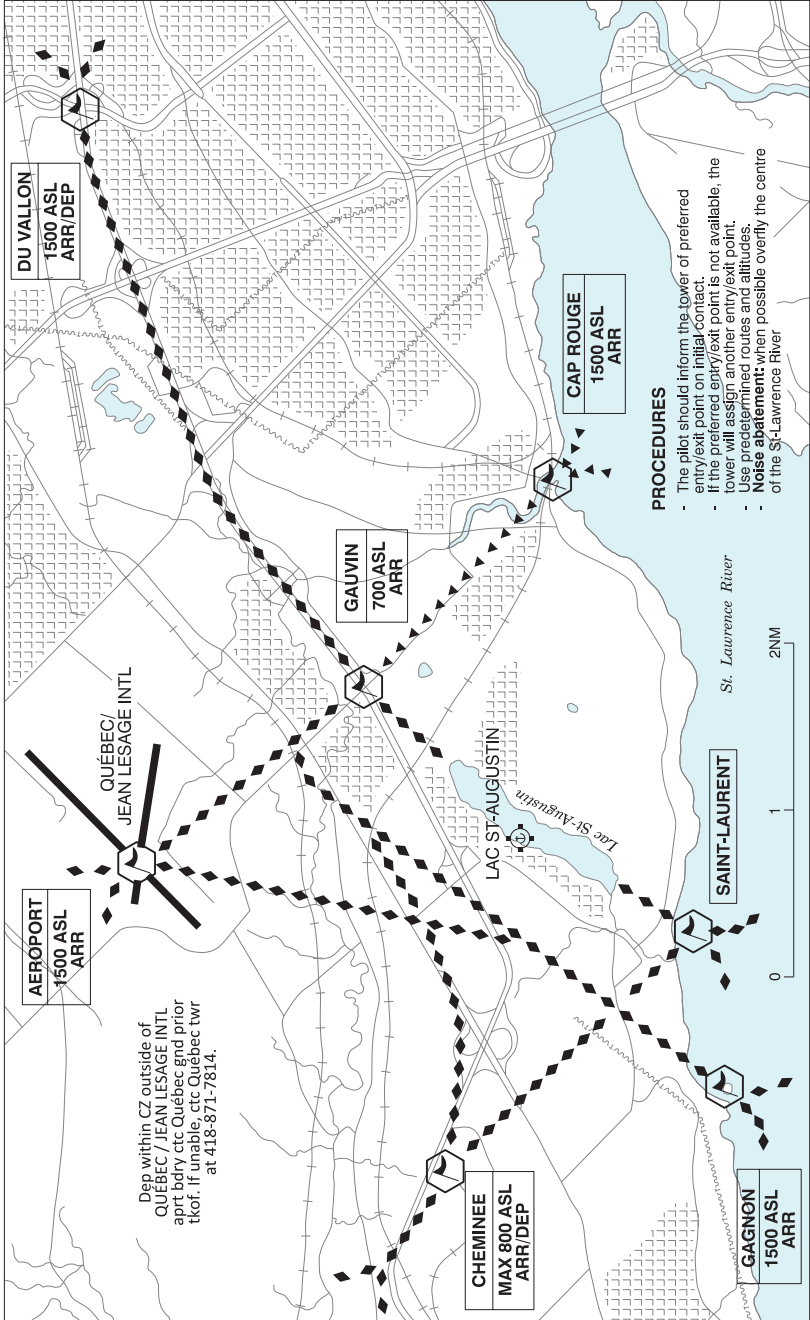 DU VALLON
1500 ASL
ARR/DEP
CAP ROUGE
1500 ASL
ARR
GAUVIN
700 ASL
ARR
QUÉBEC/
JEAN LESAGE INTL
AEROPORT
1500 ASL
ARR
Dep within CZ outside of
QUÉBEC / JEAN LESAGE INTL
aprt bdry ctc Québec gnd prior
tkof. If unable, ctc Québec twr
at 418-871-7814.
LAC ST-AUGUSTIN
Lac St-Augustin
SAINT-LAURENT
CHEMINEE
MAX 800 ASL
ARR/DEP
GAGNON
1500 ASL
ARR
PROCEDURES
- The pilot should inform the tower of preferred
entry/exit point on initial contact.
- If the preferred entry/exit point is not available, the
tower will assign another entry/exit point.
- Use predetermined routes and altitudes.
- Noise abatement: when possible overfly the centre
of the St-Lawrence River
St. Lawrence River
0 1 2NM